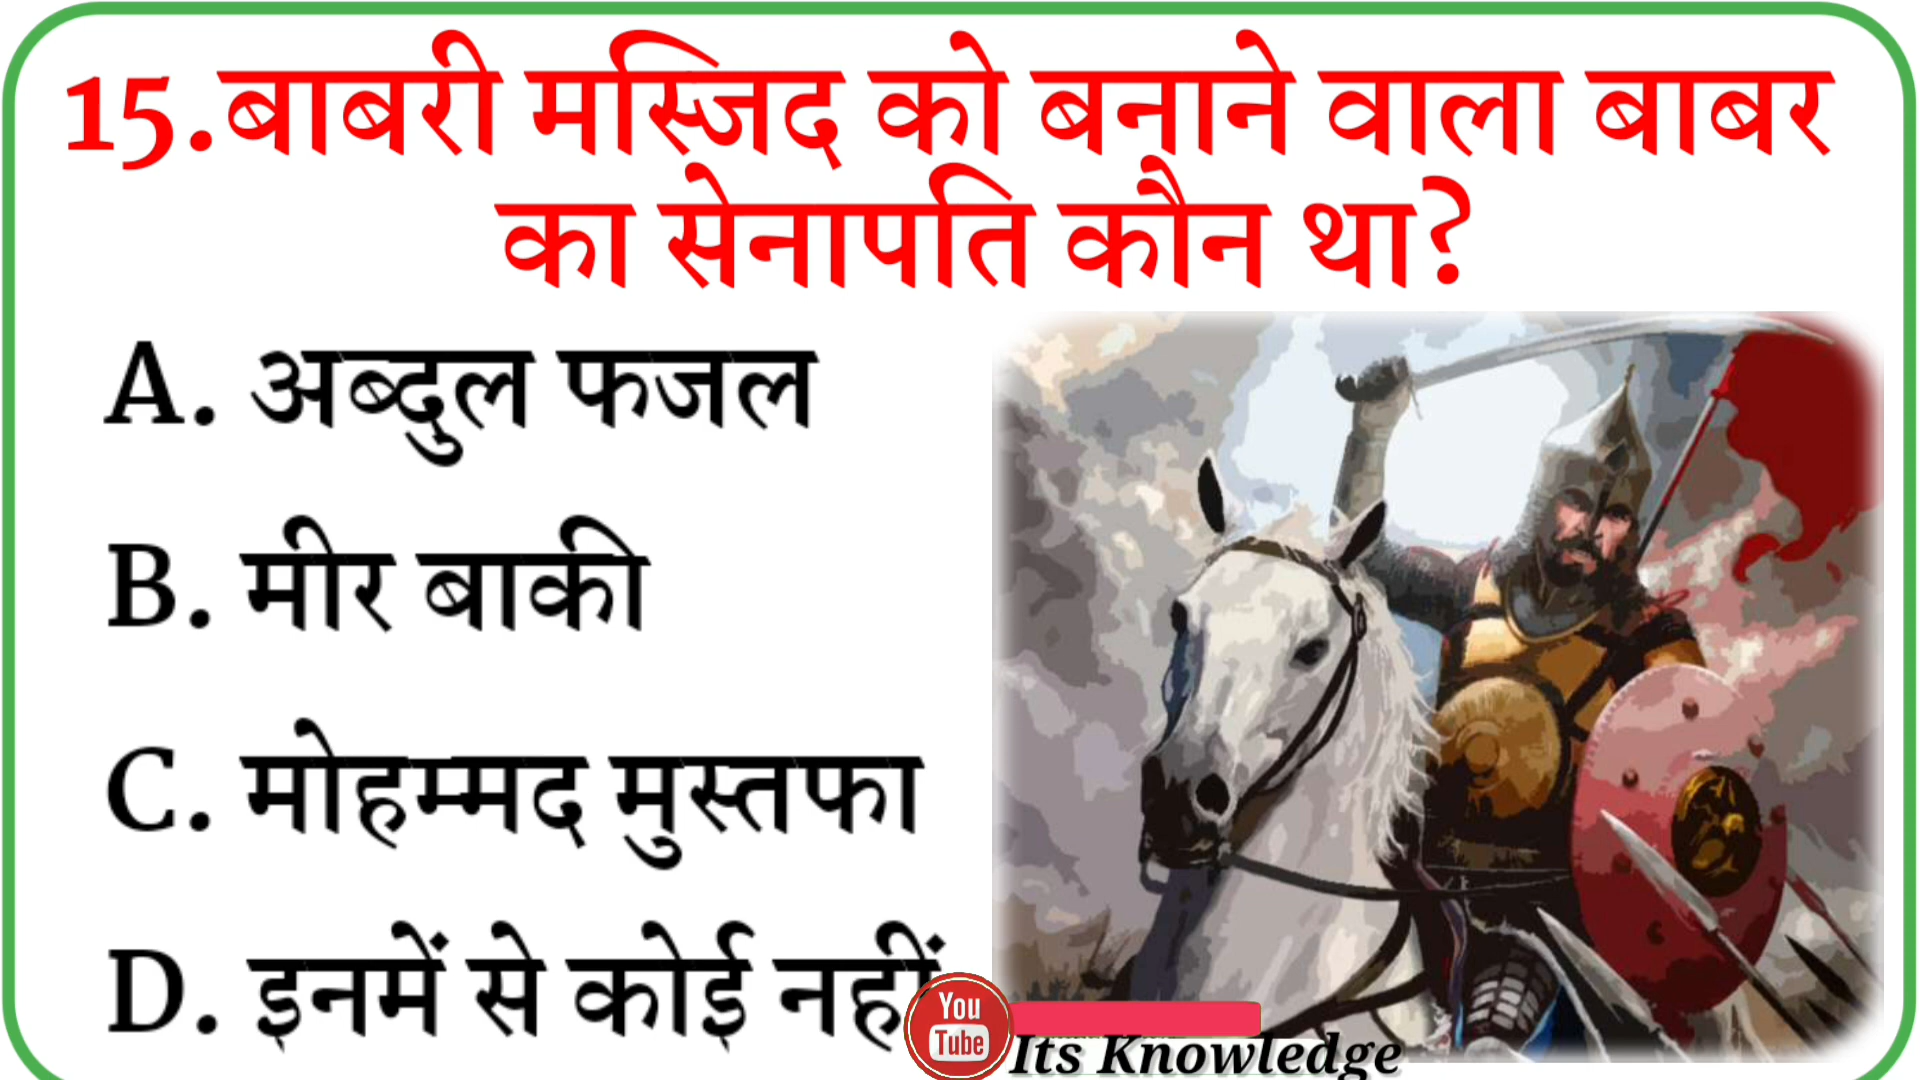 15.बाबरी मस्जिद को बनाने वाला बाबर
का सेनापति कौन था?
A. अब्दुल फजल
B. मीर बाकी
C. मोहम्मद मुस्तफा
D. इनमें से कोई नहीं
You
Tube
Its Knowledge